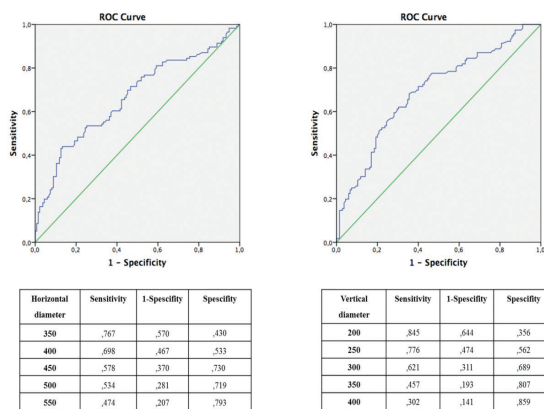 ROC Curve
1,0
0,8
0,6
0,4
0,2
0,0
Sensitivity
0,0 0,2 0,4 0,6 0,8 1,0
1 - Specificity
Horizontal diameter Sensitivity 1-Spescifity Spescifity
350 ,767 ,570 ,430
400 ,698 ,467 ,533
450 ,578 ,370 ,730
500 ,534 ,281 ,719
550 ,474 ,207 ,793
ROC Curve
1,0
0,8
0,6
0,4
0,2
0,0
Sensitivity
0,0 0,2 0,4 0,6 0,8 1,0
1 - Specificity
Vertical diameter Sensitivity 1-Spescifity Spescifity
200 ,845 ,644 ,356
250 ,776 ,474 ,562
300 ,621 ,311 ,689
350 ,457 ,193 ,807
400 ,302 ,141 ,859